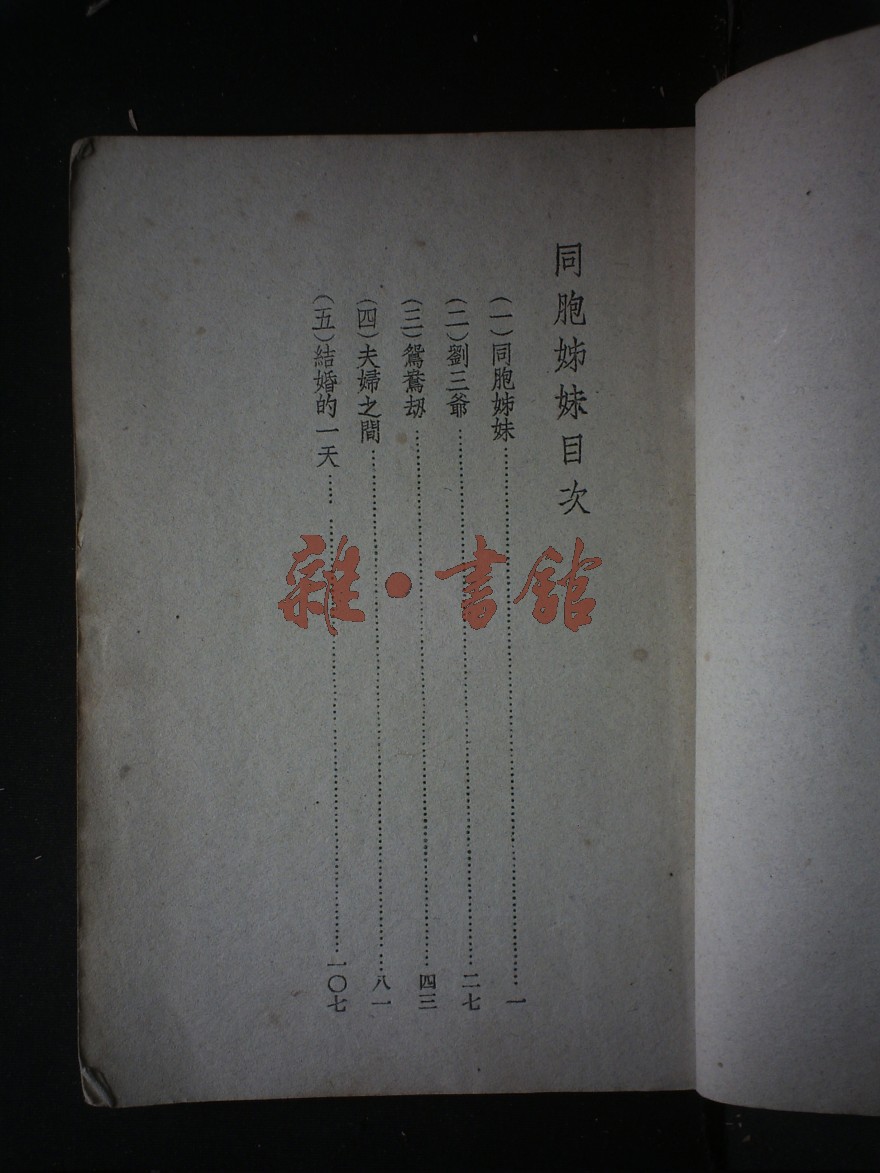 同胞姊妹目次
(一)同胞姊妹……………………一
(二)劉三爺……………………二七
(三)鴛鴦劫……………………四三
(四)夫婦之間……………………八一
(五)結婚的一天……………………一〇七
雜·書館